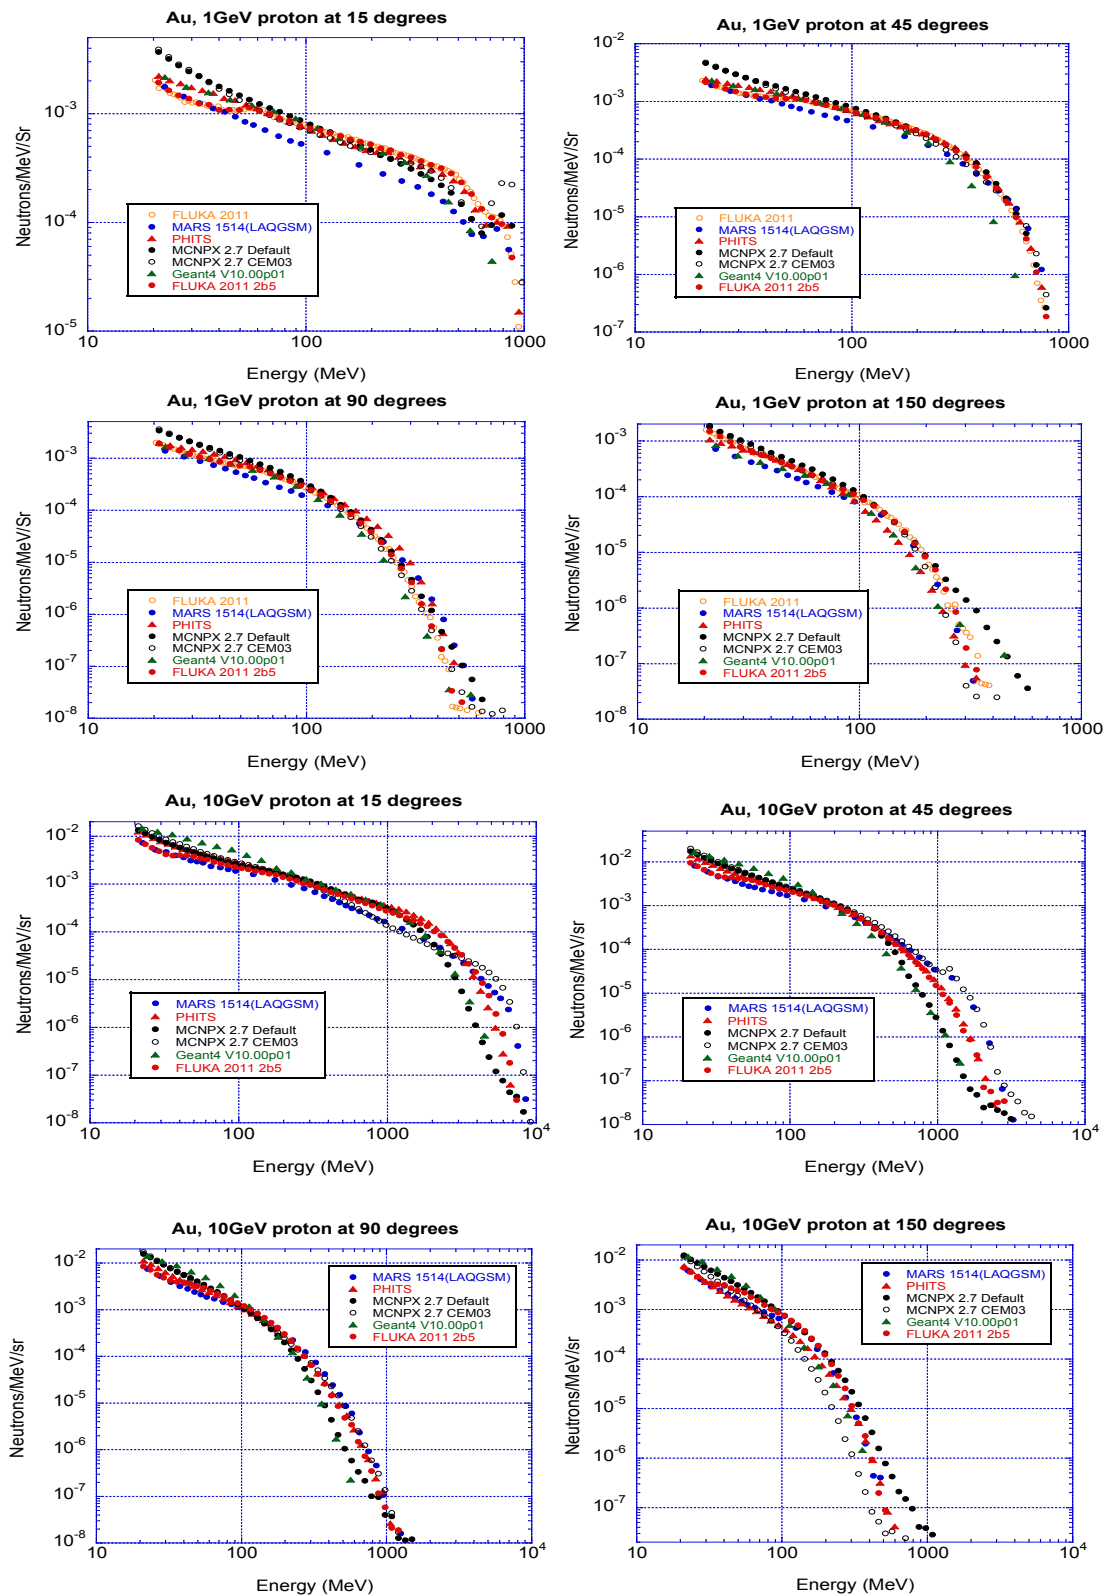 Au, 1GeV proton at 15 degrees
Neutrons/MeV/Sr
10^-3
10^-4
10^-5
FLUKA 2011
MARS 1514(LAQGSM)
PHITS
MCNPX 2.7 Default
MCNPX 2.7 CEM03
Geant4 V10.00p01
FLUKA 2011 2b5
10 100 1000
Energy (MeV)
Au, 1GeV proton at 45 degrees
Neutrons/MeV/Sr
10^-2
10^-3
10^-4
10^-5
10^-6
10^-7
FLUKA 2011
MARS 1514(LAQGSM)
PHITS
MCNPX 2.7 Default
MCNPX 2.7 CEM03
Geant4 V10.00p01
FLUKA 2011 2b5
10 100 1000
Energy (MeV)
Au, 1GeV proton at 90 degrees
Neutrons/MeV/Sr
10^-3
10^-4
10^-5
10^-6
10^-7
10^-8
FLUKA 2011
MARS 1514(LAQGSM)
PHITS
MCNPX 2.7 Default
MCNPX 2.7 CEM03
Geant4 V10.00p01
FLUKA 2011 2b5
10 100 1000
Energy (MeV)
Au, 1GeV proton at 150 degrees
Neutrons/MeV/sr
10^-3
10^-4
10^-5
10^-6
10^-7
10^-8
FLUKA 2011
MARS 1514(LAQGSM)
PHITS
MCNPX 2.7 Default
MCNPX 2.7 CEM03
Geant4 V10.00p01
FLUKA 2011 2b5
10 100 1000
Energy (MeV)
Au, 10GeV proton at 15 degrees
Neutrons/MeV/sr
10^-2
10^-3
10^-4
10^-5
10^-6
10^-7
10^-8
MARS 1514(LAQGSM)
PHITS
MCNPX 2.7 Default
MCNPX 2.7 CEM03
Geant4 V10.00p01
FLUKA 2011 2b5
10 100 1000 10^4
Energy (MeV)
Au, 10GeV proton at 45 degrees
Neutrons/MeV/sr
10^-2
10^-3
10^-4
10^-5
10^-6
10^-7
10^-8
MARS 1514(LAQGSM)
PHITS
MCNPX 2.7 Default
MCNPX 2.7 CEM03
Geant4 V10.00p01
FLUKA 2011 2b5
10 100 1000 10^4
Energy (MeV)
Au, 10GeV proton at 90 degrees
Neutrons/MeV/sr
10^-2
10^-3
10^-4
10^-5
10^-6
10^-7
10^-8
MARS 1514(LAQGSM)
PHITS
MCNPX 2.7 Default
MCNPX 2.7 CEM03
Geant4 V10.00p01
FLUKA 2011 2b5
10 100 1000 10^4
Energy (MeV)
Au, 10GeV proton at 150 degrees
Neutrons/MeV/sr
10^-2
10^-3
10^-4
10^-5
10^-6
10^-7
MARS 1514(LAQGSM)
PHITS
MCNPX 2.7 Default
MCNPX 2.7 CEM03
Geant4 V10.00p01
FLUKA 2011 2b5
10 100 1000 10^4
Energy (MeV)